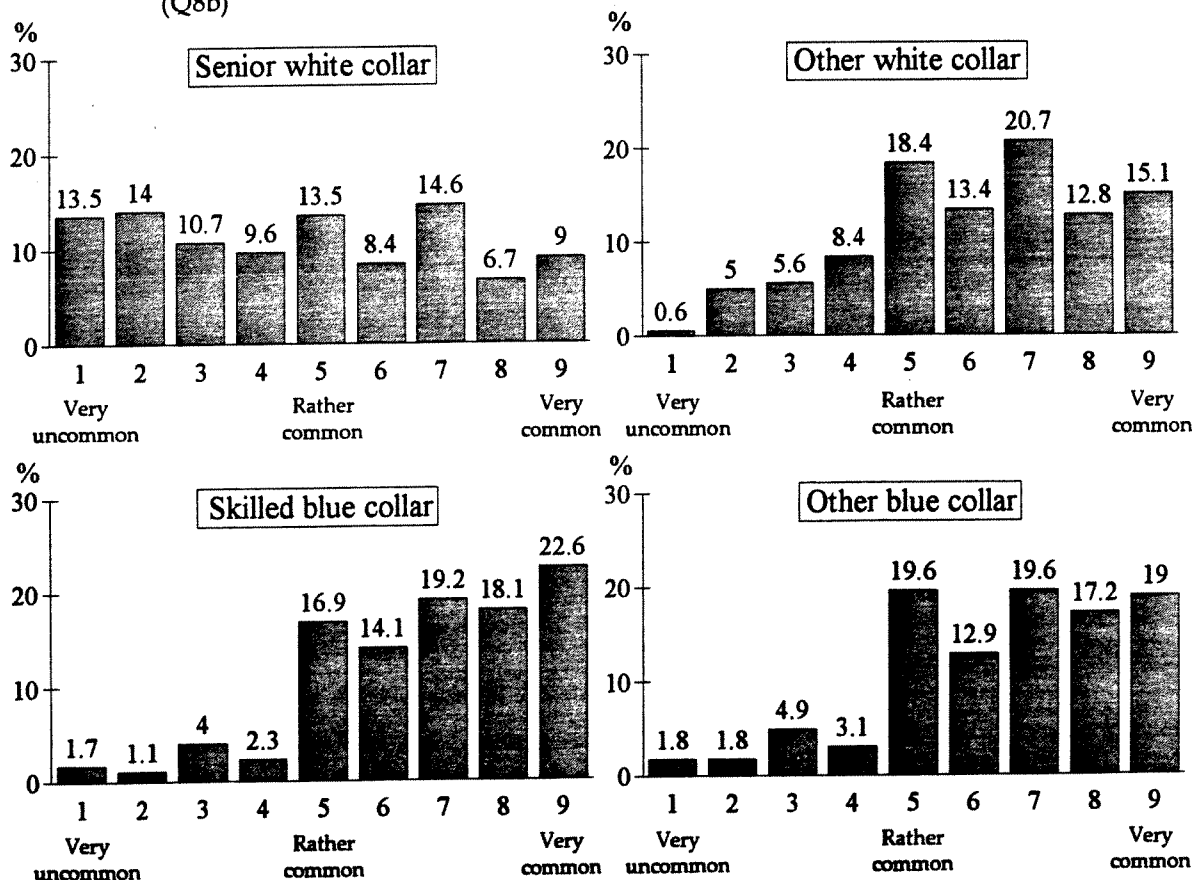 (Q8b)
%
Senior white collar
30
20
10
0
13.5 14 10.7 9.6 13.5 8.4 14.6 6.7 9
1 2 3 4 5 6 7 8 9
Very Rather Very
uncommon common common
%
Other white collar
30
20
10
0
0.6 5 5.6 8.4 18.4 13.4 20.7 12.8 15.1
1 2 3 4 5 6 7 8 9
Very Rather Very
uncommon common common
%
Skilled blue collar
30
20
10
0
1.7 1.1 4 2.3 16.9 14.1 19.2 18.1 22.6
1 2 3 4 5 6 7 8 9
Very Rather Very
uncommon common common
%
Other blue collar
30
20
10
0
1.8 1.8 4.9 3.1 19.6 12.9 19.6 17.2 19
1 2 3 4 5 6 7 8 9
Very Rather Very
uncommon common common